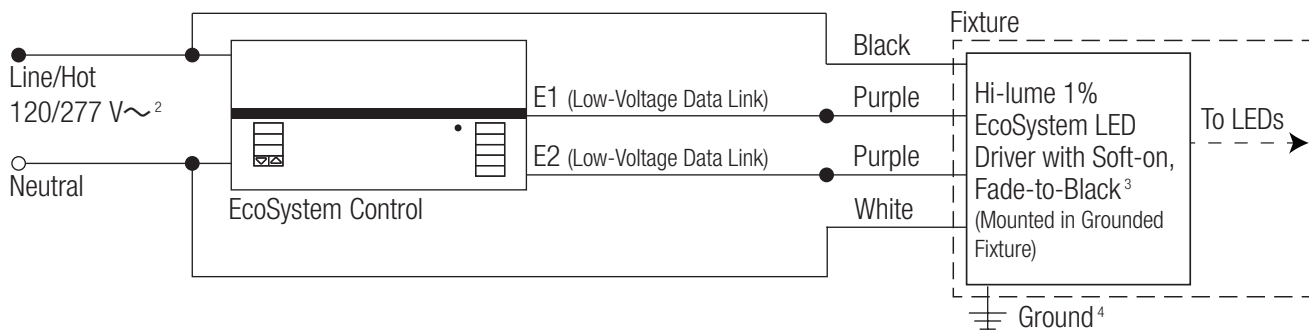 Fixture
Black
Line/Hot
120/277 V~ ²
E1 (Low-Voltage Data Link)
Purple
Hi-lume 1%
EcoSystem LED
Driver with Soft-on,
Fade-to-Black ³
(Mounted in Grounded
Fixture)
To LEDs
E2 (Low-Voltage Data Link)
Purple
Neutral
EcoSystem Control
White
Ground ⁴